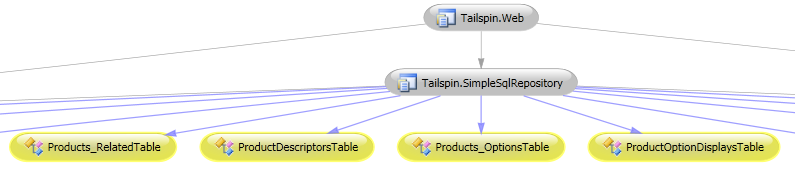 Tailspin.Web
Tailspin.SimpleSqlRepository
Products_RelatedTable
ProductDescriptorsTable
Products_OptionsTable
ProductOptionDisplaysTable